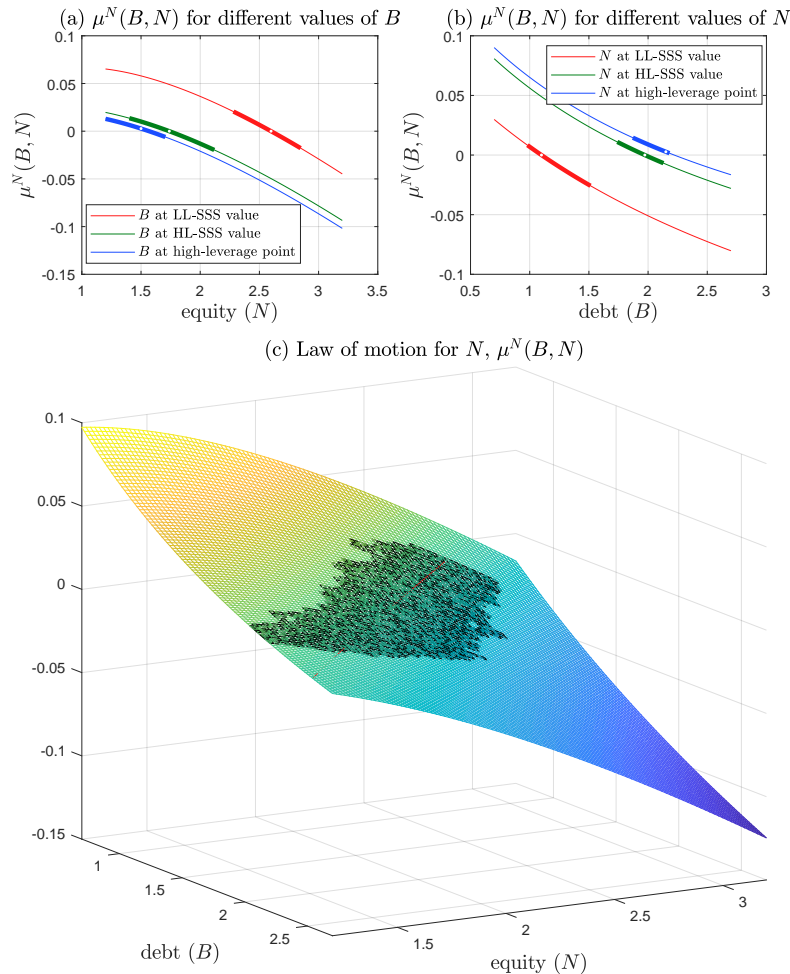 (a) μ^N(B, N) for different values of B
(b) μ^N(B, N) for different values of N
0.1
0.05
0
-0.05
-0.1
-0.15
μ^N(B, N)
B at LL-SSS value
B at HL-SSS value
B at high-leverage point
1 1.5 2 2.5 3 3.5
equity (N)
0.1
0.05
0
-0.05
-0.1
μ^N(B, N)
N at LL-SSS value
N at HL-SSS value
N at high-leverage point
0.5 1 1.5 2 2.5 3
debt (B)
(c) Law of motion for N, μ^N(B, N)
0.1
0.05
0
-0.05
-0.1
-0.15
1
1.5
2
2.5
debt (B)
1.5
2
2.5
3
equity (N)